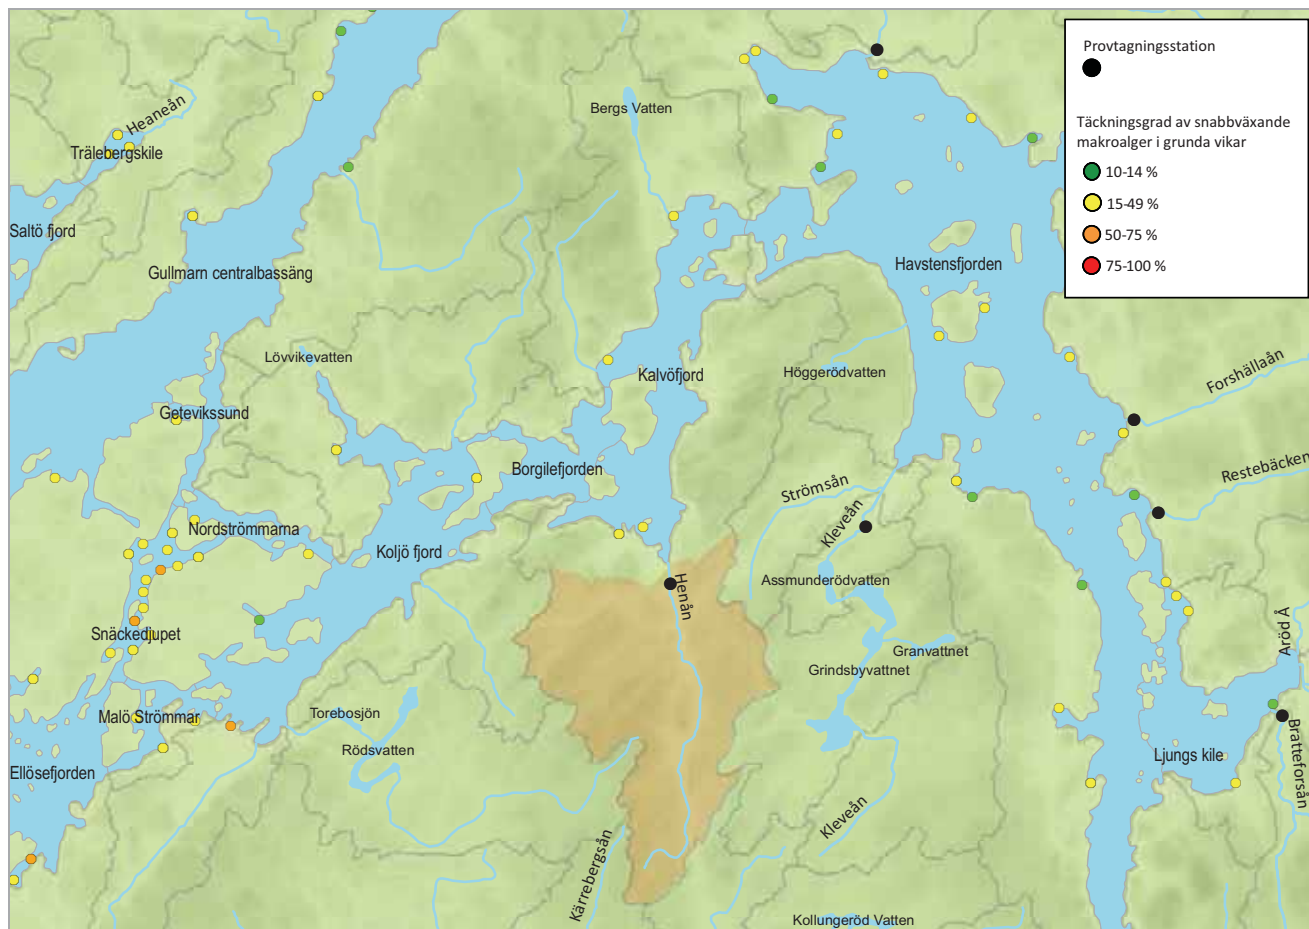 Provtagningsstation
Täckningsgrad av snabbväxande
makroalger i grunda vikar
10-14 %
15-49 %
50-75 %
75-100 %
Bergs Vatten
Heaneån
Trälebergskile
Saltö fjord
Gullmarn centralbassäng
Havstensfjorden
Lövvikevatten
Kalvöfjord
Höggerödvatten
Forshällaån
Getevikssund
Borgilefjorden
Restebäcken
Strömsån
Nordströmmarna
Kleveån
Koljö fjord
Assmunderödvatten
Henån
Snäckedjupet
Aröd Å
Granvattnet
Grindsbyvattnet
Malö Strömmar
Torebosjön
Rödsvatten
Ljungs kile
Bratteforsån
Ellösefjorden
Kleveån
Kärrebergsån
Kollungeröd Vatten